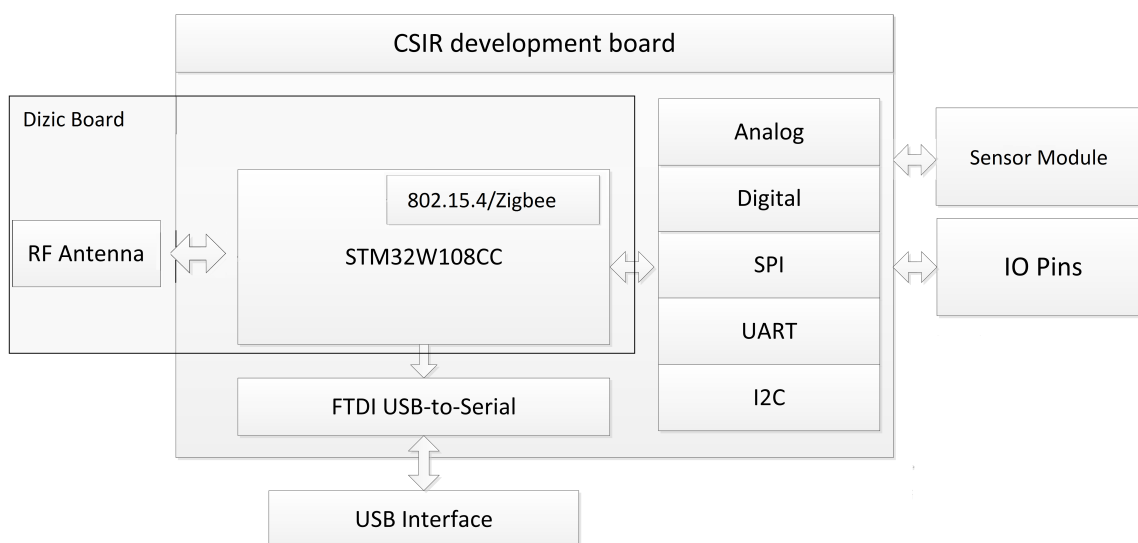 CSIR development board
Dizic Board
Analog
Sensor Module
802.15.4/Zigbee
Digital
RF Antenna
STM32W108CC
SPI
IO Pins
UART
FTDI USB-to-Serial
I2C
USB Interface